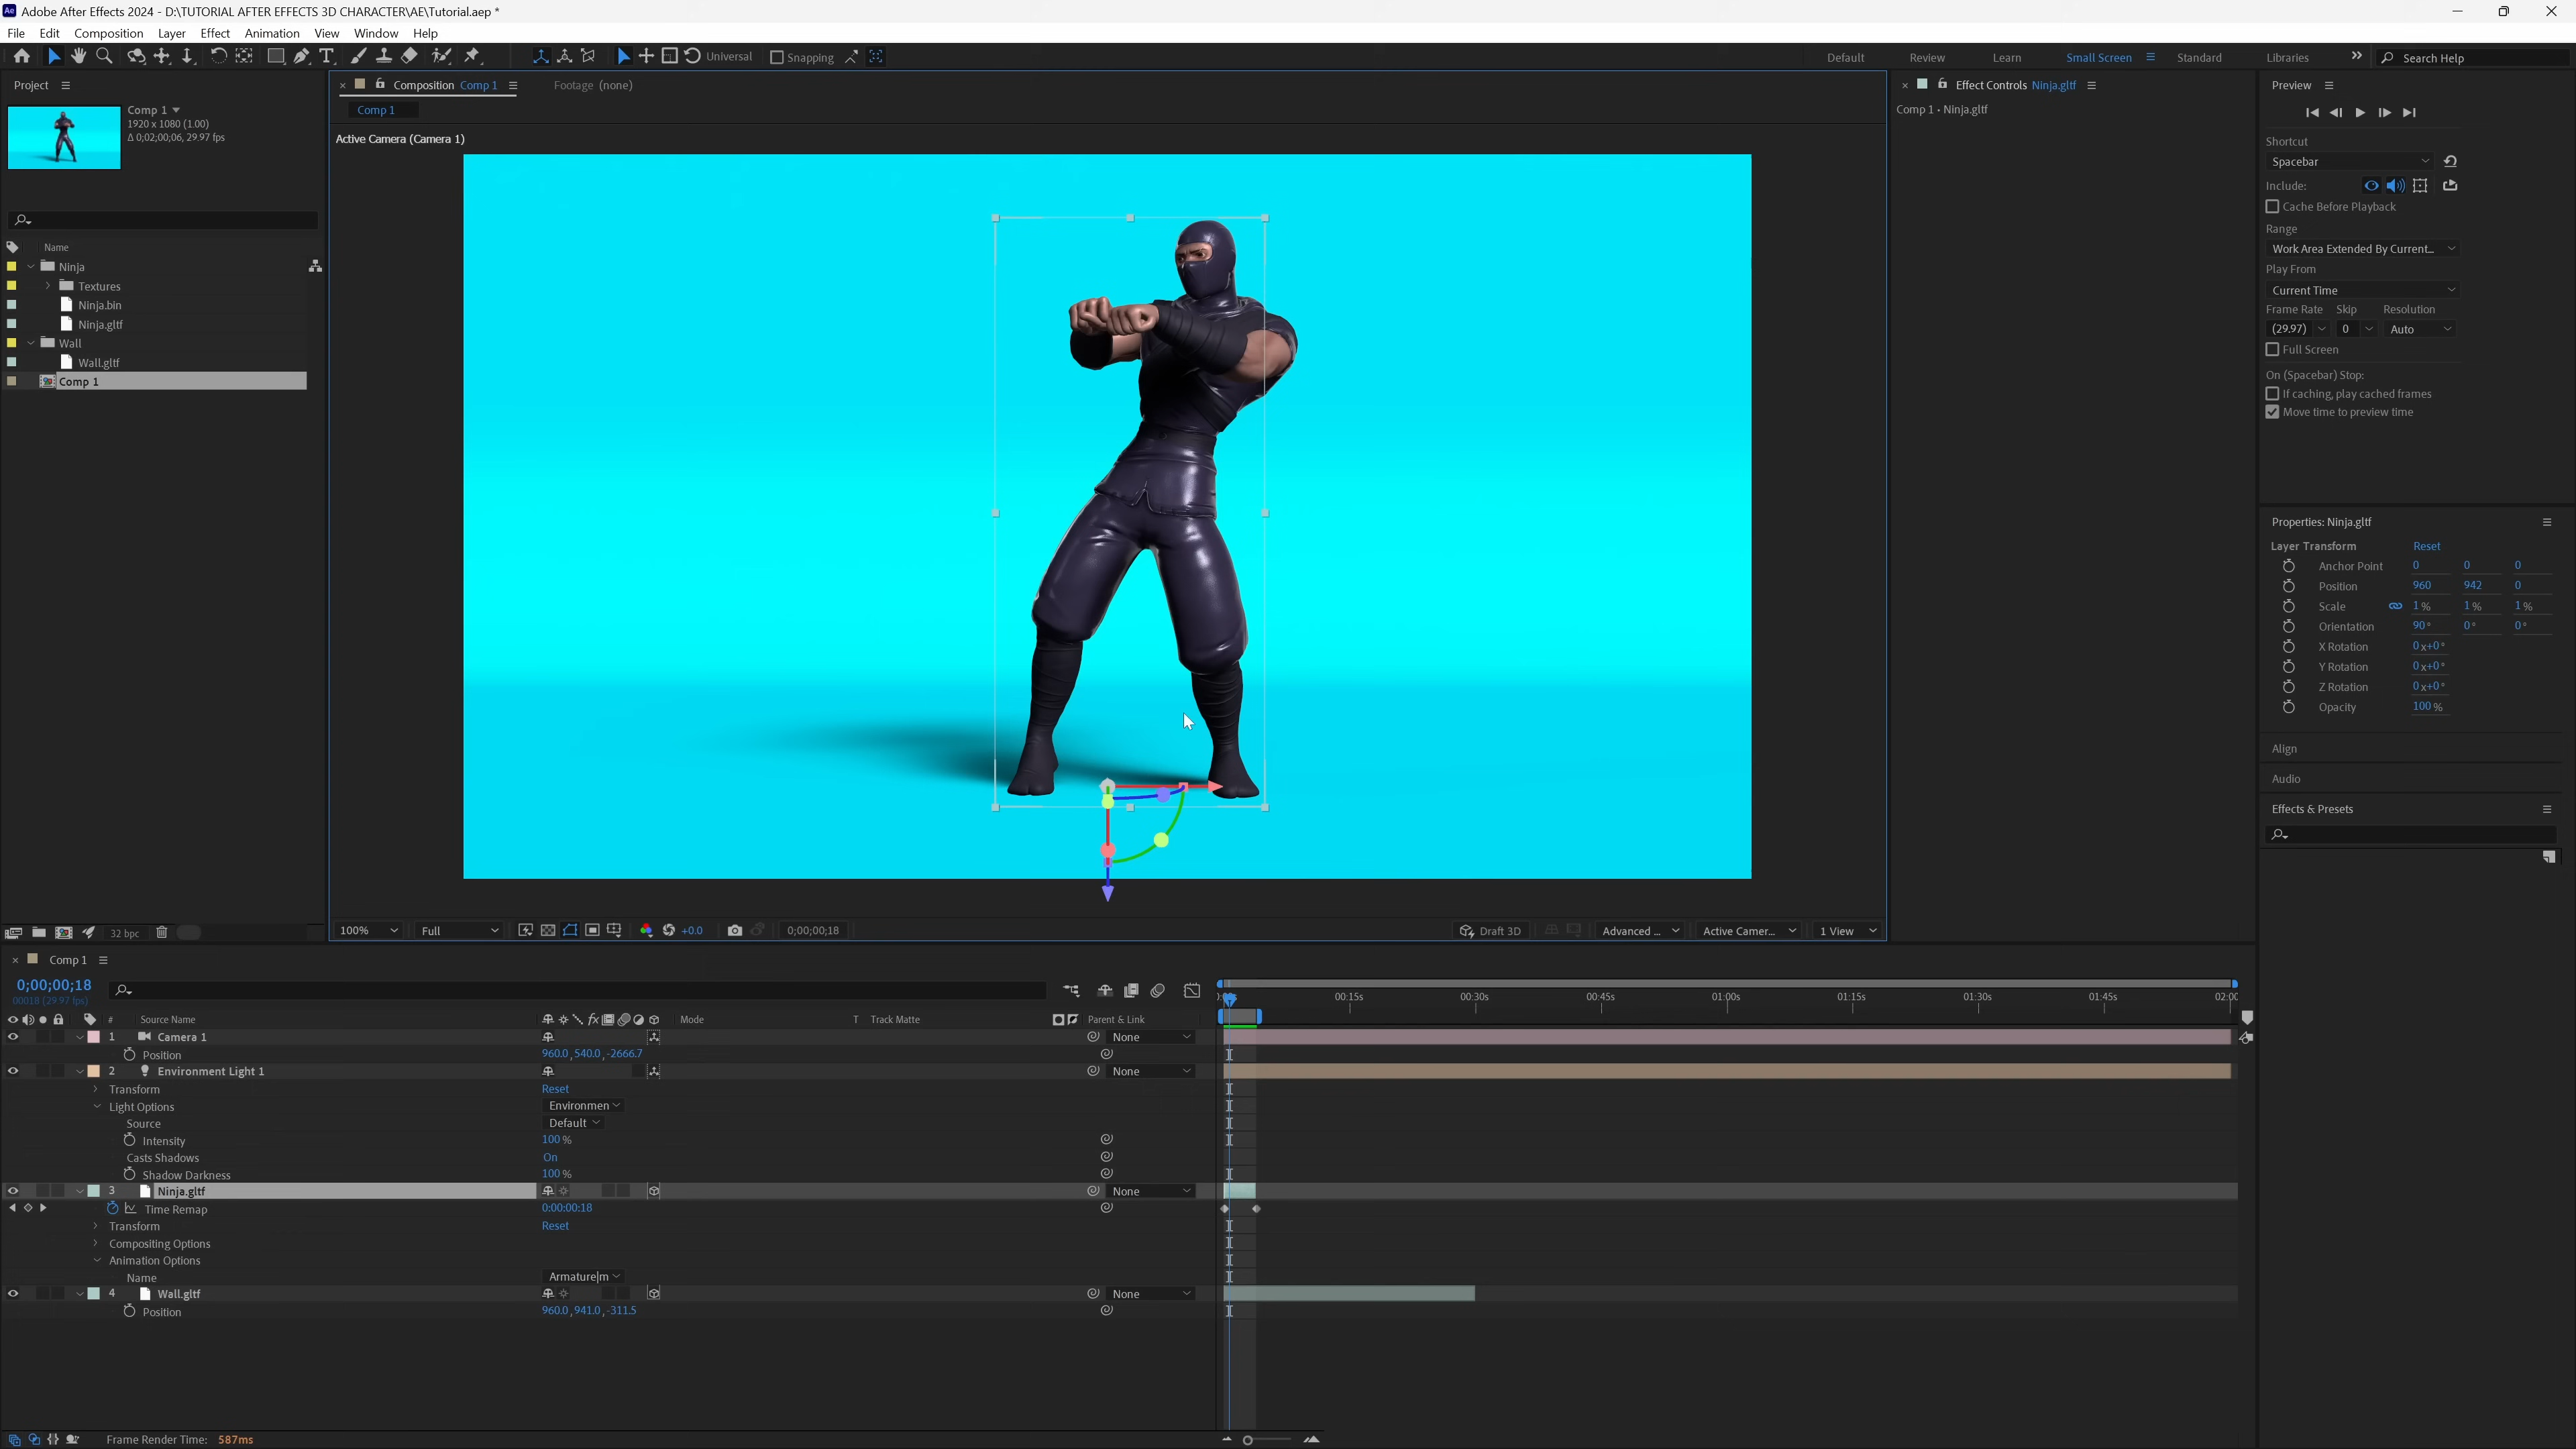 Adobe After Effects 2024 - D:\TUTORIAL AFTER EFFECTS 3D CHARACTER\AE\Tutorial.aep *
File Edit Composition Layer Effect Animation View Window Help
Universal Snapping Default Review Learn Small Screen Standard Libraries Search Help
Project
Comp 1
1920 x 1080 (1.00)
Δ 0;02;00;06, 29.97 fps
Name
Ninja
Textures
Ninja.bin
Ninja.gltf
Wall
Wall.gltf
Comp 1
32 bpc
Composition Comp 1 Footage (none)
Comp 1
Active Camera (Camera 1)
100% Full +0.0 0;00;00;18 Draft 3D Advanced ... Active Camer... 1 View
Effect Controls Ninja.gltf
Comp 1 • Ninja.gltf
Preview
Shortcut
Spacebar
Include:
Cache Before Playback
Range
Work Area Extended By Current...
Play From
Current Time
Frame Rate Skip Resolution
(29.97) 0 Auto
Full Screen
On (Spacebar) Stop:
If caching, play cached frames
Move time to preview time
Properties: Ninja.gltf
Layer Transform Reset
Anchor Point 0 0 0
Position 960 942 0
Scale 1 % 1 % 1 %
Orientation 90° 0° 0°
X Rotation 0x+0°
Y Rotation 0x+0°
Z Rotation 0x+0°
Opacity 100 %
Align
Audio
Effects & Presets
Comp 1
0;00;00;18
00018 (29.97 fps)
00:15s 00:30s 00:45s 01:00s 01:15s 01:30s 01:45s 02:00
# Source Name fx Mode T Track Matte Parent & Link
1 Camera 1 None
Position 960.0, 540.0, -2666.7
2 Environment Light 1 None
Transform Reset
Light Options Environmen
Source Default
Intensity 100 %
Casts Shadows On
Shadow Darkness 100 %
3 Ninja.gltf None
Time Remap 0:00:00:18
Transform Reset
Compositing Options
Animation Options
Name Armature|m
4 Wall.gltf None
Position 960.0, 941.0, -311.5
Frame Render Time: 587ms